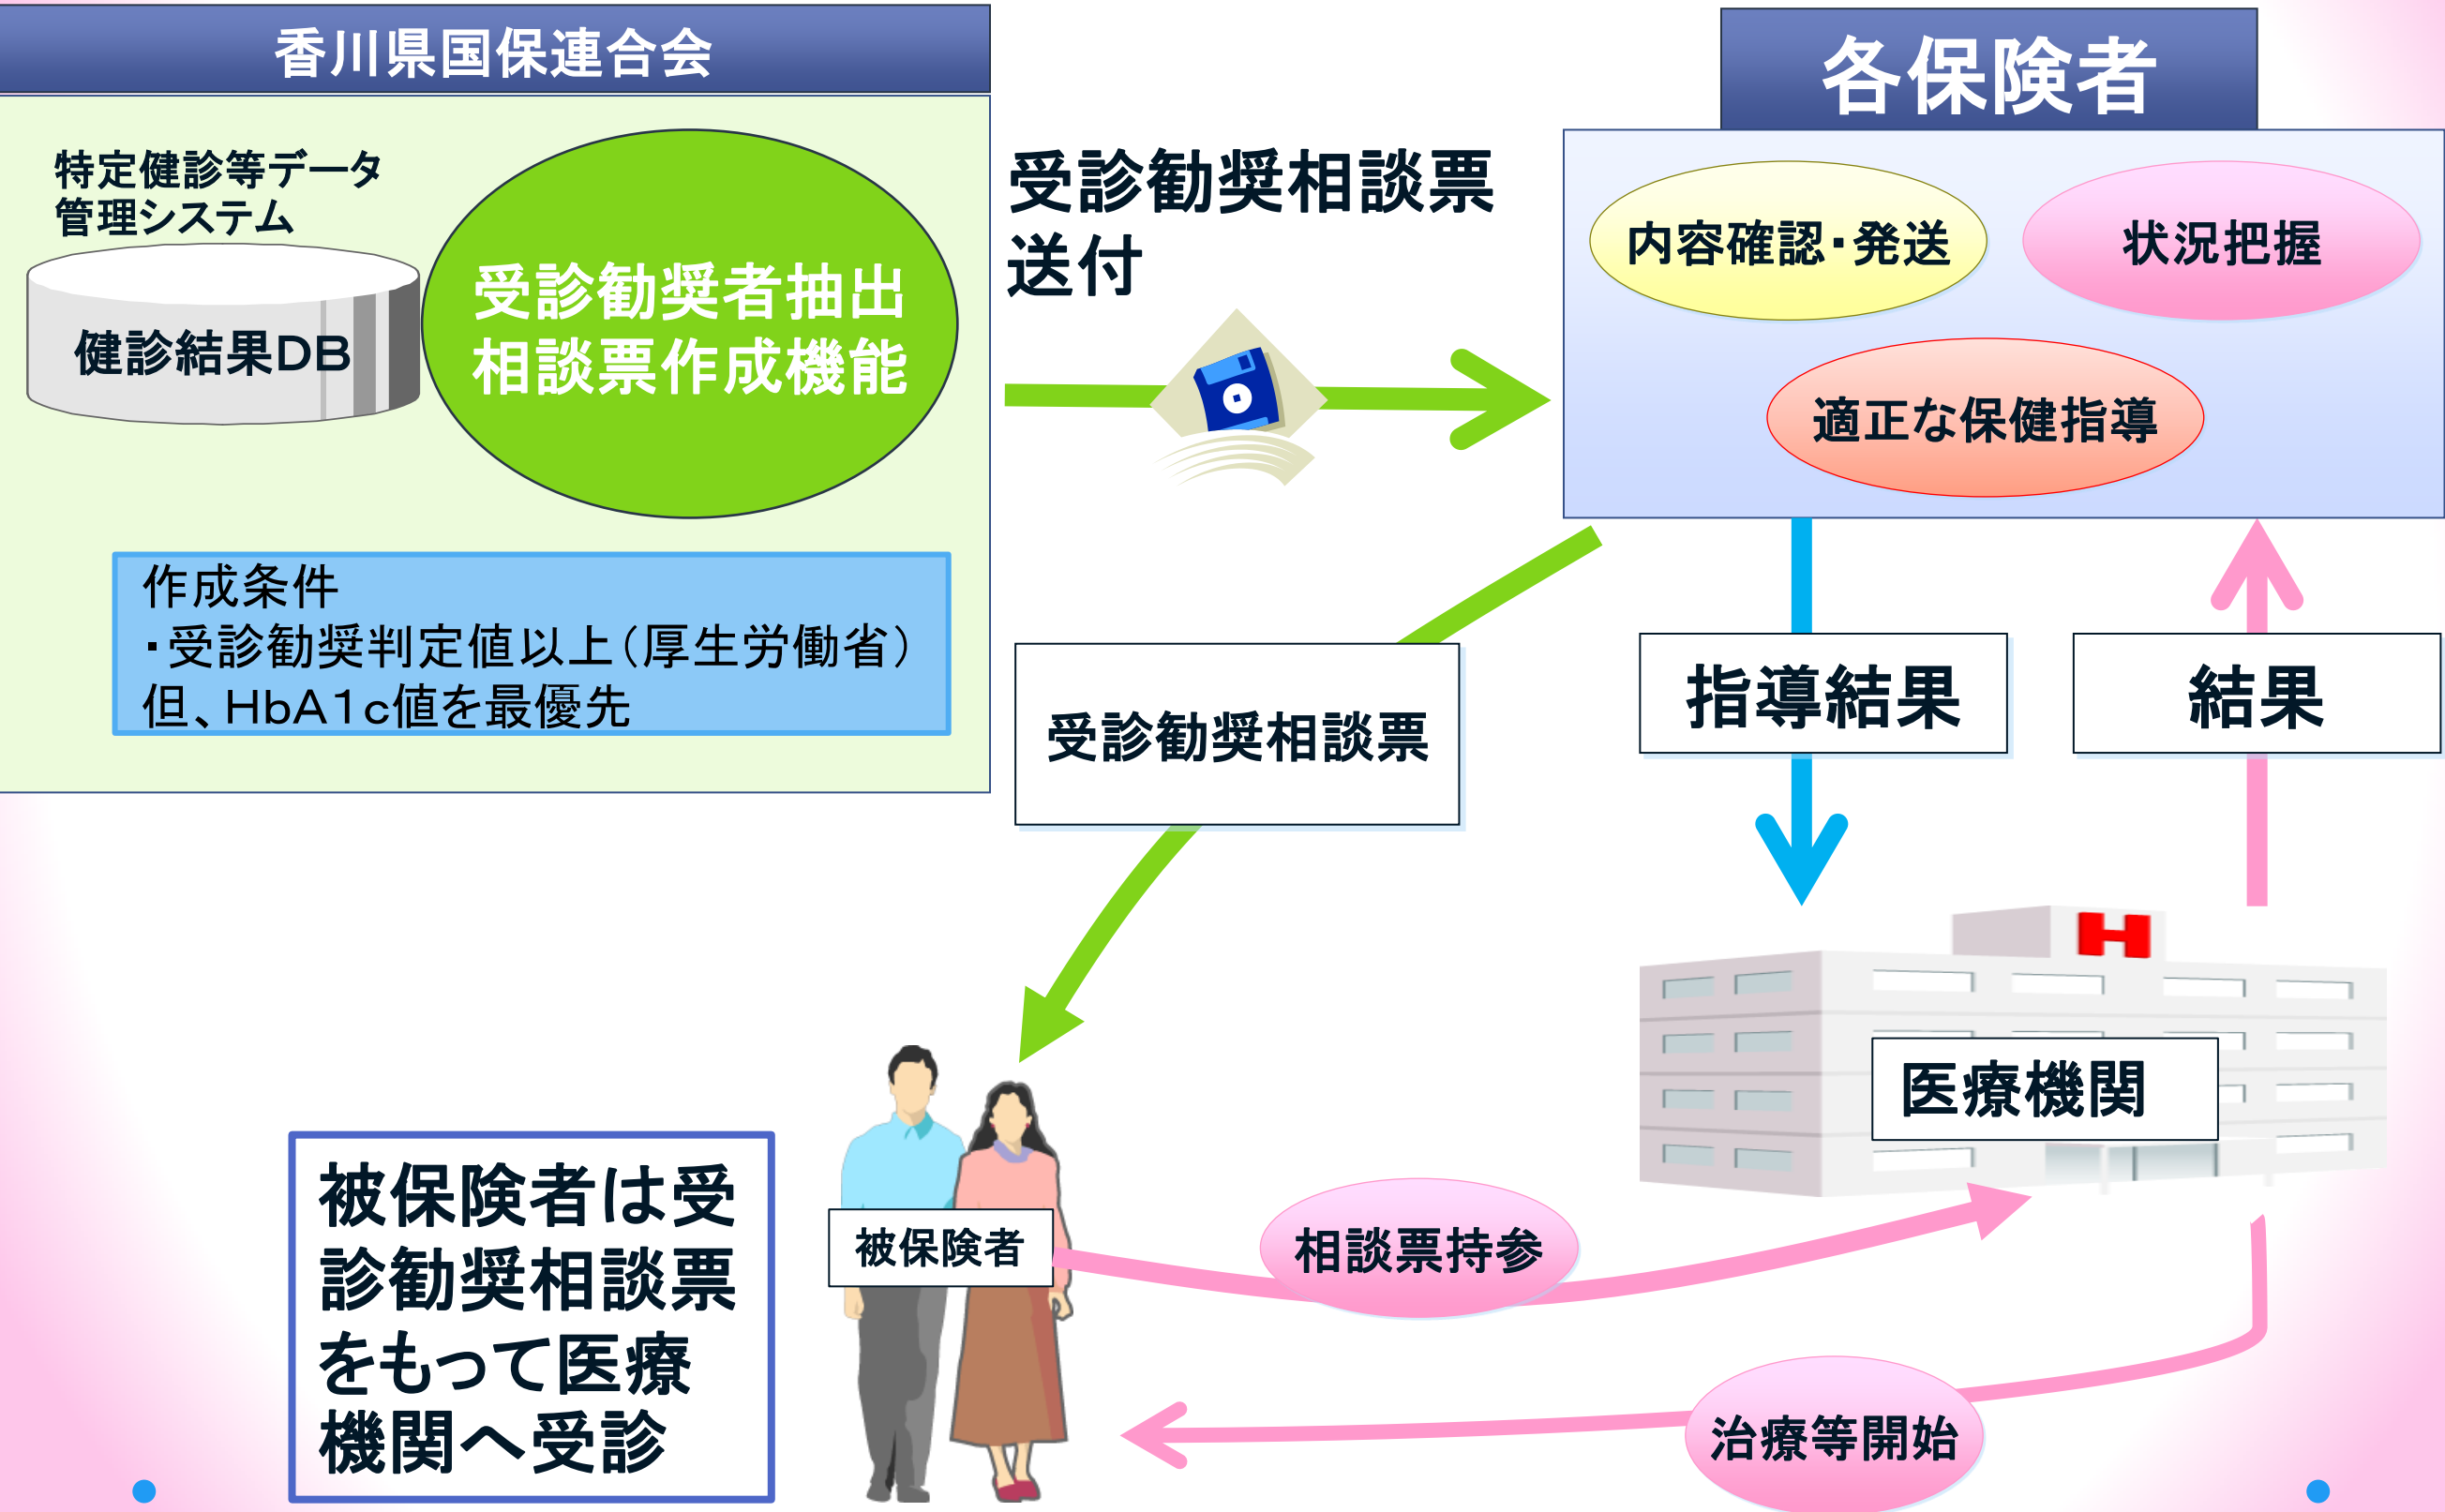 香川県国保連合会
特定健診等データ
管理システム
健診結果DB
受診勧奨者抽出
相談票作成機能
作成条件
・受診勧奨判定値以上（厚生労働省）
但、HbA1c値を最優先
受診勧奨相談票
送付
各保険者
内容確認・発送
状況把握
適正な保健指導
受診勧奨相談票
指導結果
結果
H
医療機関
被保険者は受
診勧奨相談票
をもって医療
機関へ受診
被保険者
相談票持参
治療等開始